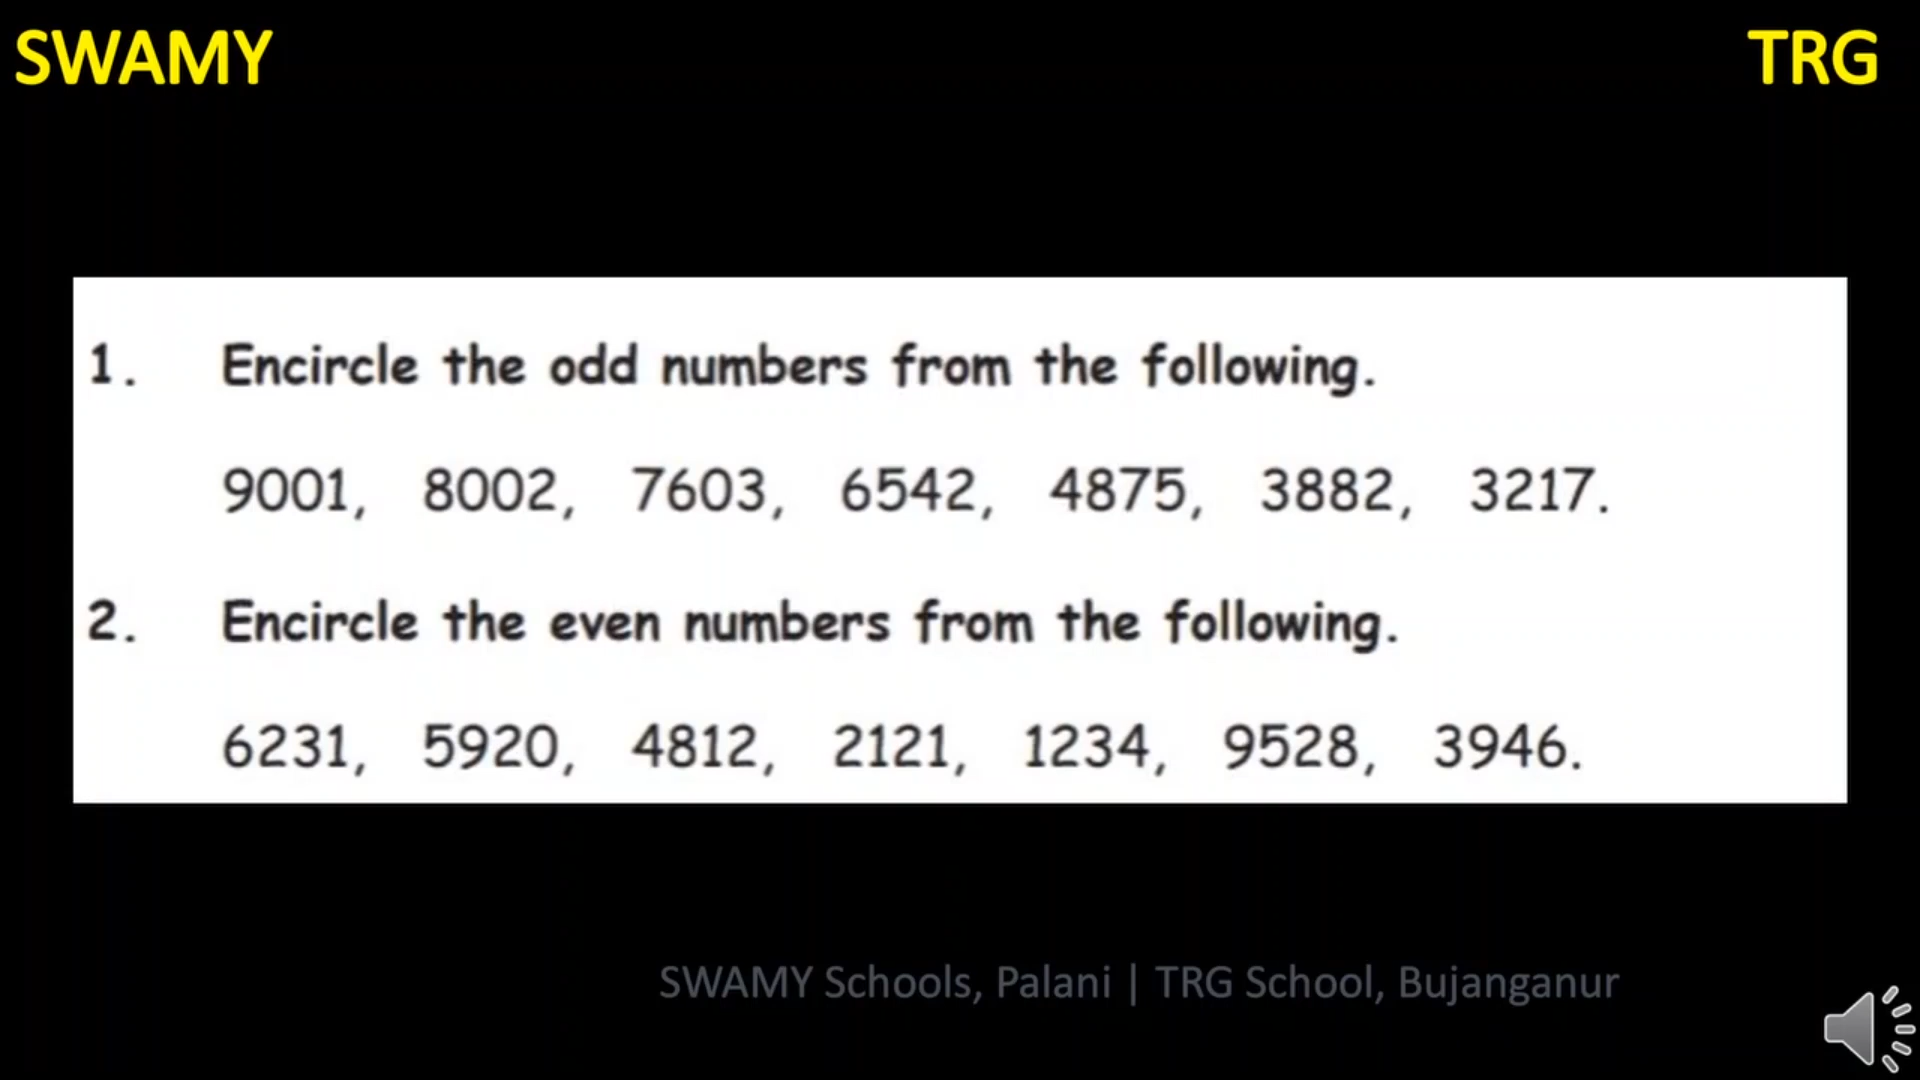 SWAMY
TRG
1. Encircle the odd numbers from the following.
9001, 8002, 7603, 6542, 4875, 3882, 3217.
2. Encircle the even numbers from the following.
6231, 5920, 4812, 2121, 1234, 9528, 3946.
SWAMY Schools, Palani | TRG School, Bujanganur